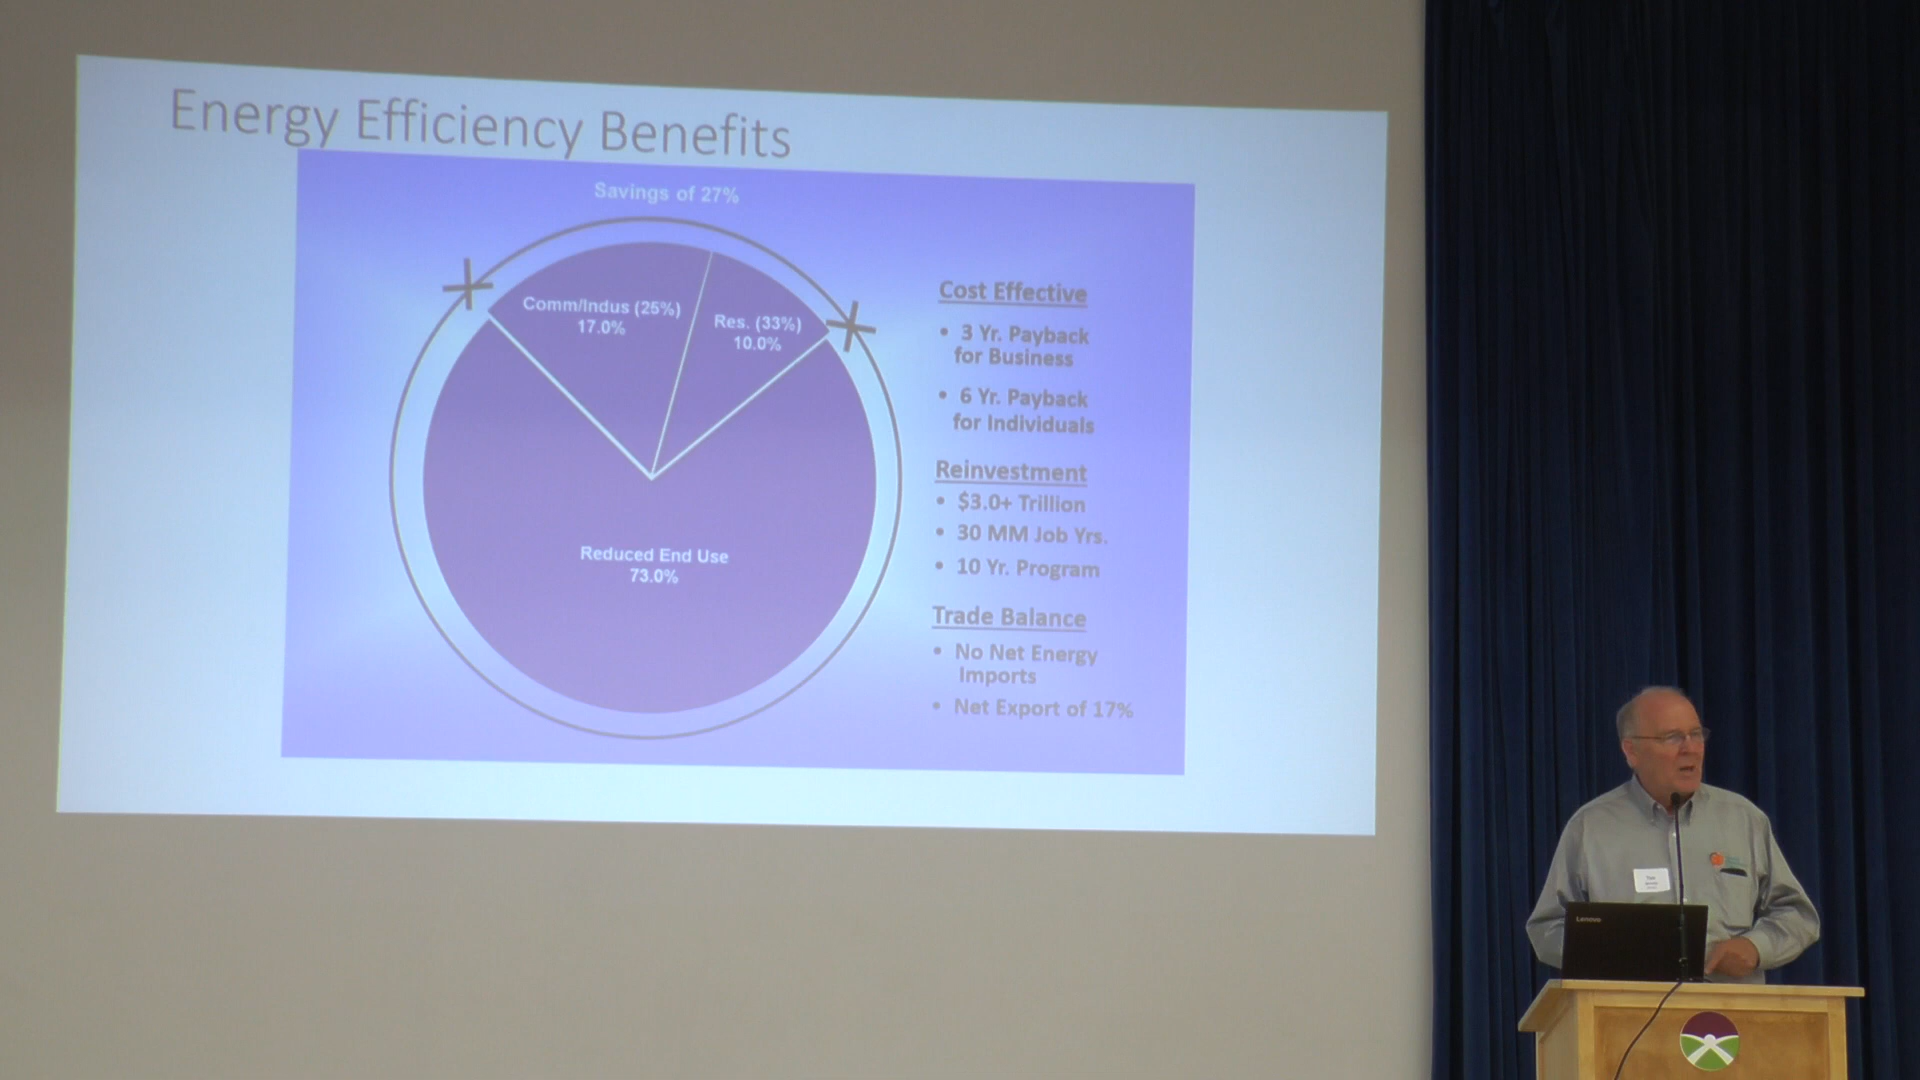 Energy Efficiency Benefits
Savings of 27%
Comm/Indus (25%)
17.0%
Res. (33%)
10.0%
Reduced End Use
73.0%
Cost Effective
• 3 Yr. Payback
for Business
• 6 Yr. Payback
for Individuals
Reinvestment
• $3.0+ Trillion
• 30 MM Job Yrs.
• 10 Yr. Program
Trade Balance
• No Net Energy
Imports
• Net Export of 17%
Lenovo